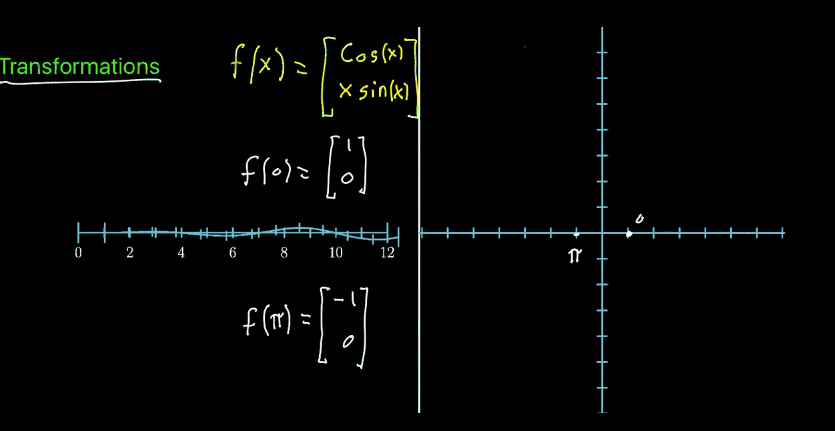 Transformations
f(x) = [cos(x)
x sin(x)]
f(0) = [1
0]
0
0 2 4 6 8 10 12
π
f(π) = [-1
0]